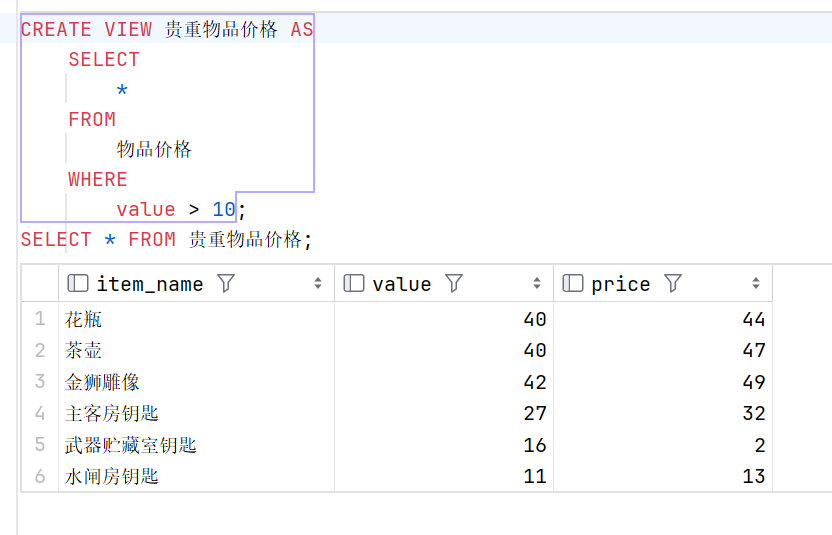 CREATE VIEW 贵重物品价格 AS
SELECT
*
FROM
物品价格
WHERE
value > 10;
SELECT * FROM 贵重物品价格;
item_name value price
1 花瓶 40 44
2 茶壶 40 47
3 金狮雕像 42 49
4 主客房钥匙 27 32
5 武器贮藏室钥匙 16 2
6 水闸房钥匙 11 13